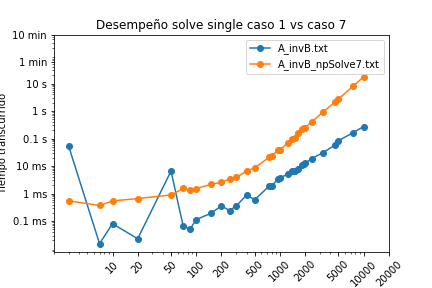 Desempeño solve single caso 1 vs caso 7
10 min
1 min
10 s
1 s
0.1 s
10 ms
1 ms
0.1 ms
Tiempo transcurrido
A_invB.txt
A_invB_npSolve7.txt
10
20
50
100
200
500
1000
2000
5000
10000
20000